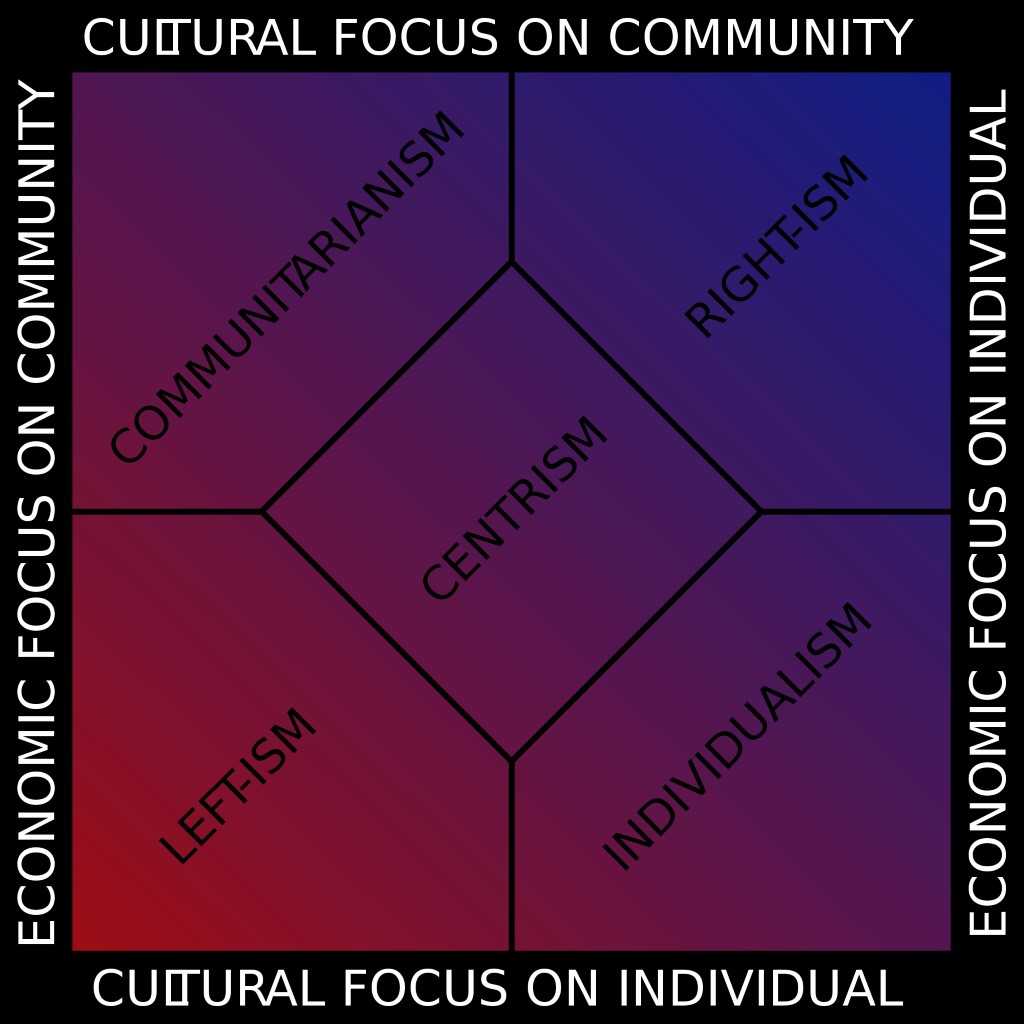 CULTURAL FOCUS ON COMMUNITY
ECONOMIC FOCUS ON COMMUNITY
COMMUNITARIANISM
RIGHT-ISM
ECONOMIC FOCUS ON INDIVIDUAL
CENTRISM
LEFT-ISM
INDIVIDUALISM
CULTURAL FOCUS ON INDIVIDUAL